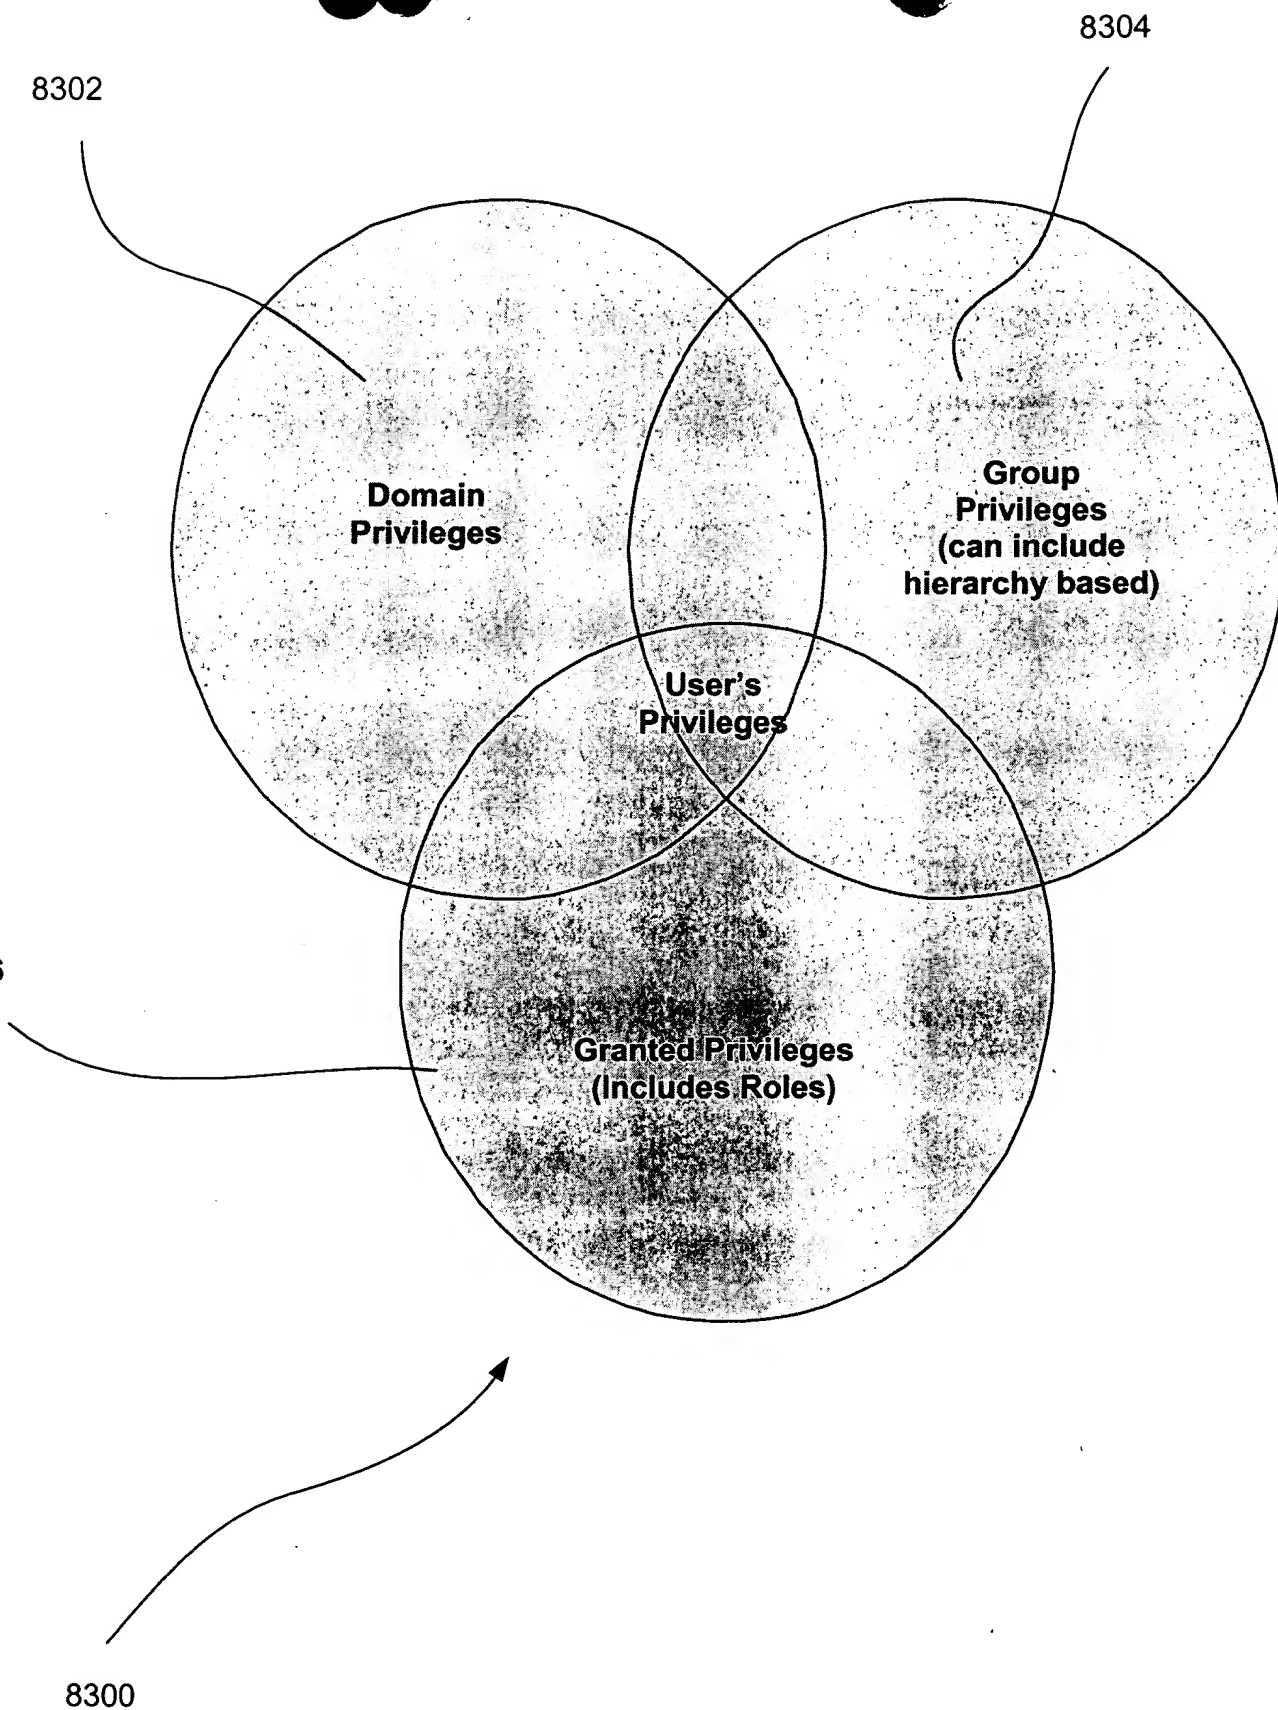 8304
8302
Domain
Privileges
Group
Privileges
(can include
hierarchy based)
User's
Privileges
Granted Privileges
(Includes Roles)
8300